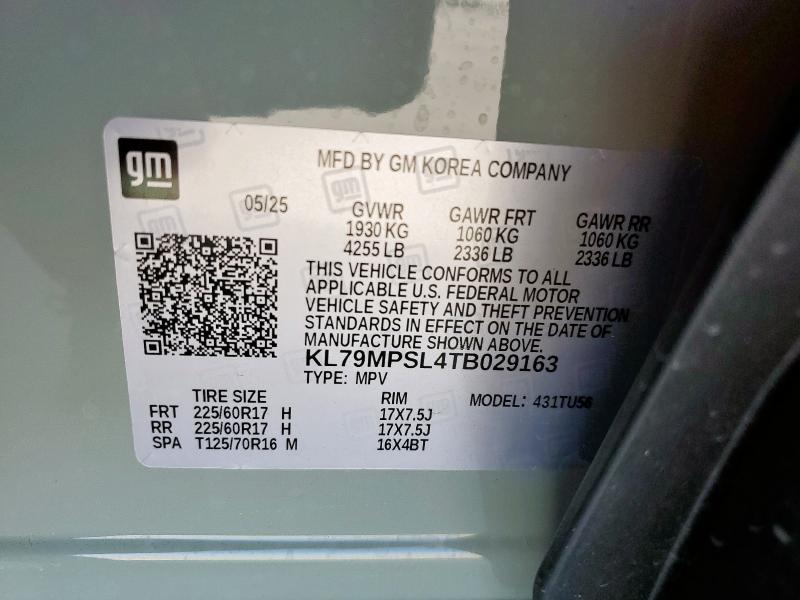 gm
MFD BY GM KOREA COMPANY
05/25
GVWR GAWR FRT GAWR RR
1930 KG 1060 KG 1060 KG
4255 LB 2336 LB 2336 LB
THIS VEHICLE CONFORMS TO ALL
APPLICABLE U.S. FEDERAL MOTOR
VEHICLE SAFETY AND THEFT PREVENTION
STANDARDS IN EFFECT ON THE DATE OF
MANUFACTURE SHOWN ABOVE.
KL79MPSL4TB029163
TYPE: MPV
TIRE SIZE RIM MODEL: 431TU56
FRT 225/60R17 H 17X7.5J
RR 225/60R17 H 17X7.5J
SPA T125/70R16 M 16X4BT